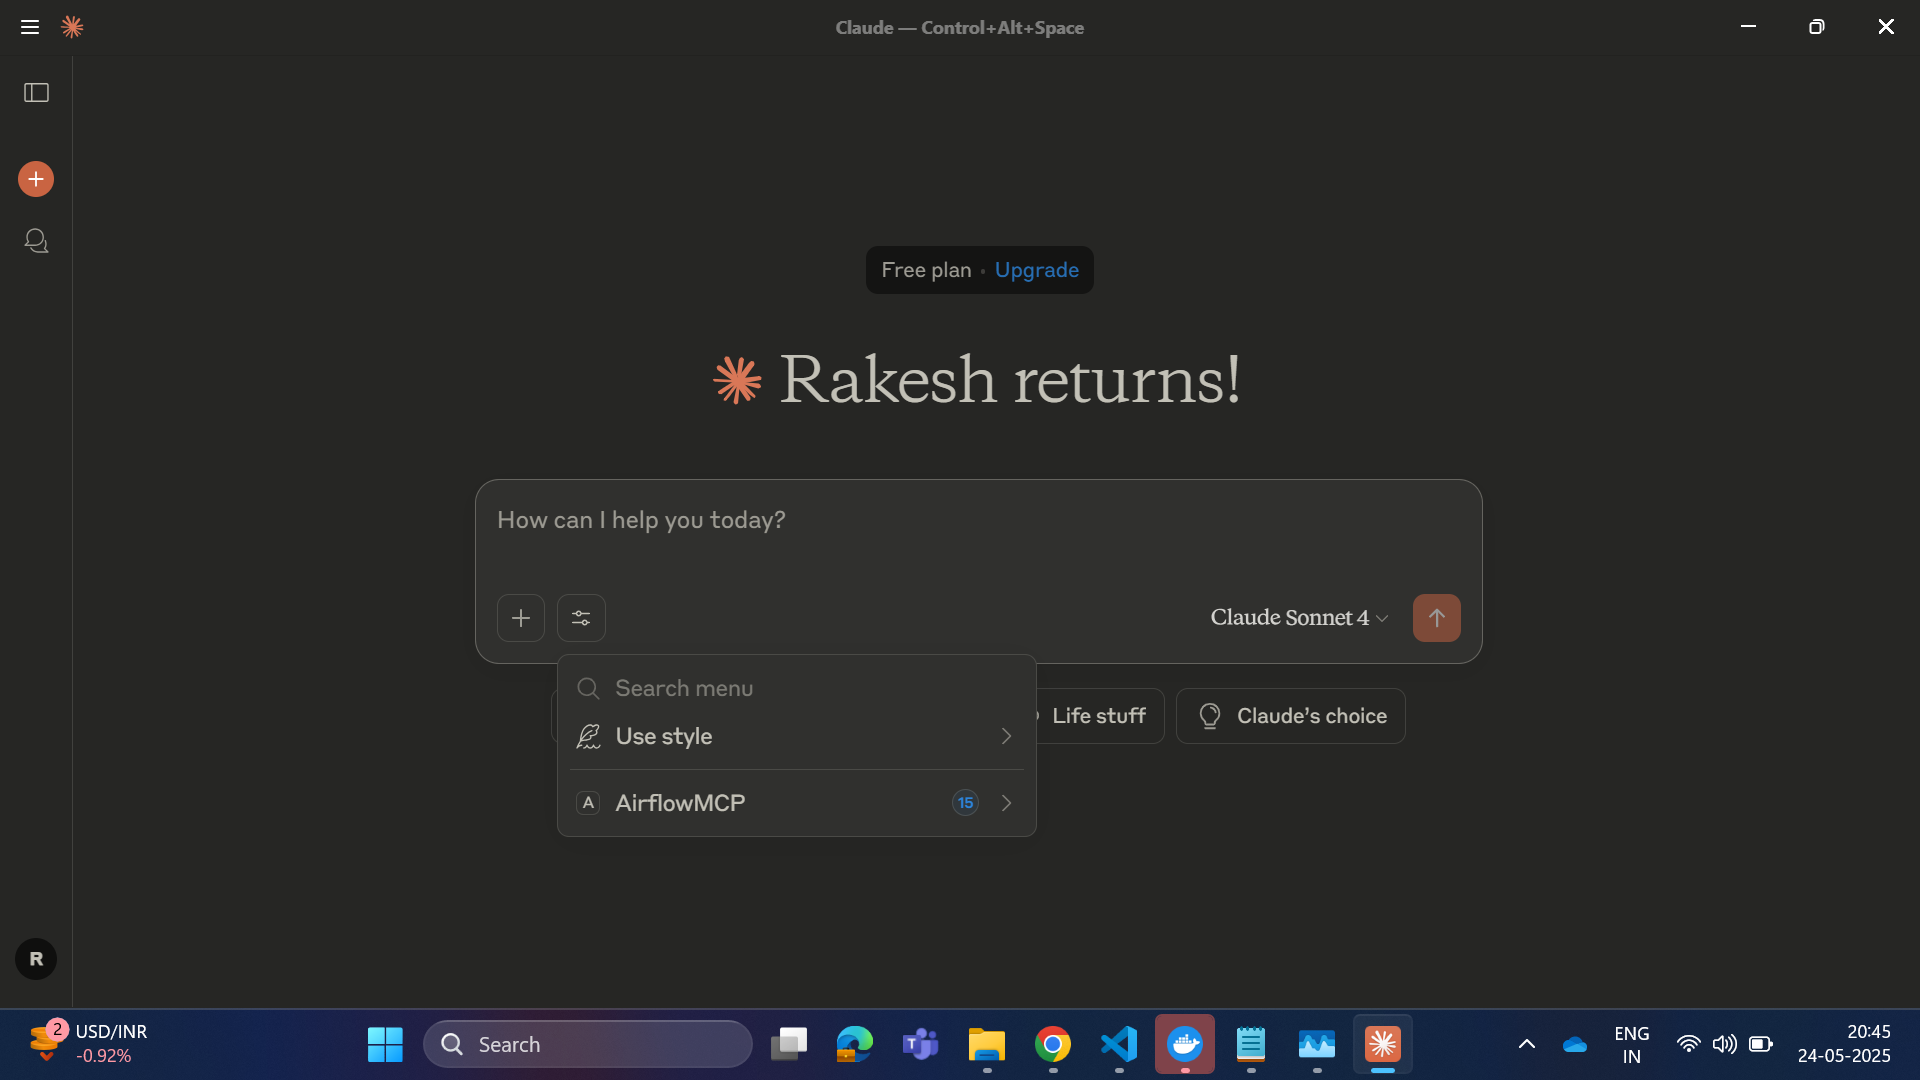 Claude — Control+Alt+Space
Free plan · Upgrade
Rakesh returns!
How can I help you today?
Claude Sonnet 4
Search menu
Use style
Life stuff
Claude's choice
A AirflowMCP 15
R
2 USD/INR
-0.92%
Search
T
ENG
IN
20:45
24-05-2025